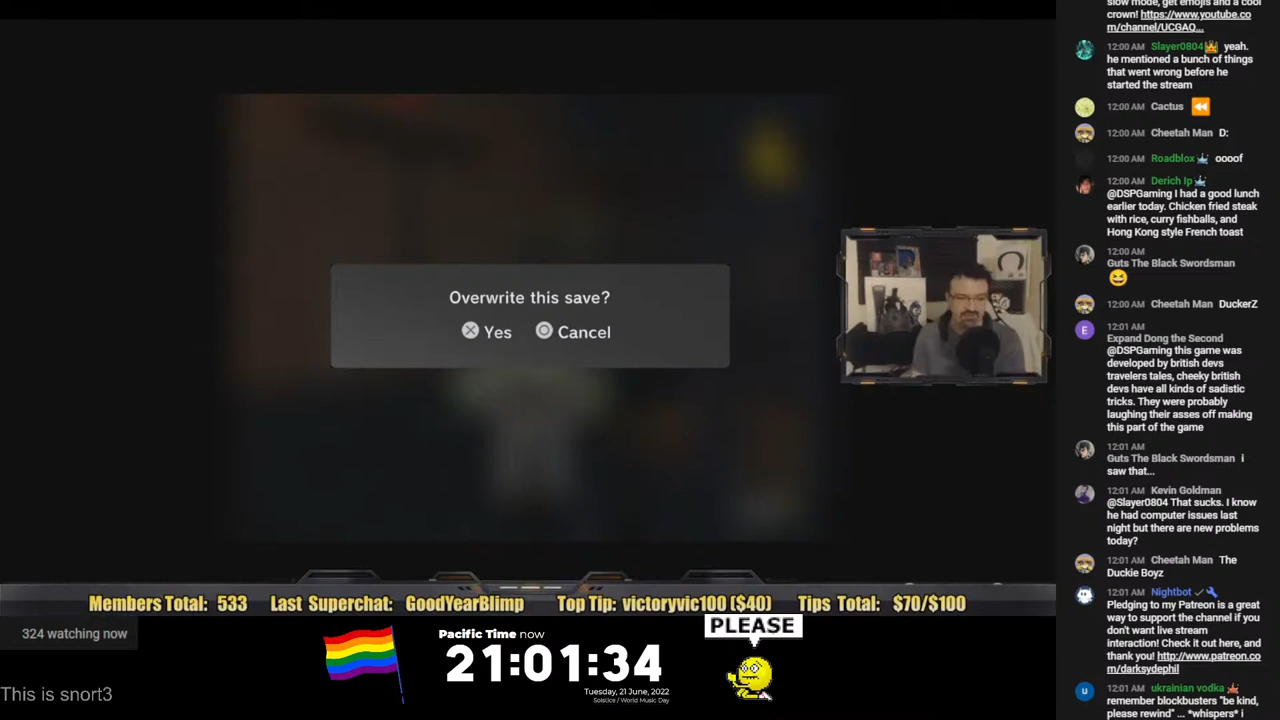 Overwrite this save?
Yes
Cancel
Members Total: 533
Last Superchat: GoodYearBlimp
Top Tip: victoryvic100 ($40)
Tips Total: $70/$100
324 watching now
Pacific Time now
21:01:34
Tuesday, 21 June, 2022
Solstice / World Music Day
PLEASE
This is snort3
slow mode, get emojis and a cool
crown! https://www.youtube.co
m/channel/UCGAQ...
12:00 AM Slayer0804 yeah.
he mentioned a bunch of things
that went wrong before he
started the stream
12:00 AM Cactus
12:00 AM Cheetah Man D:
12:00 AM Roadblox oooof
12:00 AM Derich Ip
@DSPGaming I had a good lunch
earlier today. Chicken fried steak
with rice, curry fishballs, and
Hong Kong style French toast
12:00 AM
Guts The Black Swordsman
12:00 AM Cheetah Man DuckerZ
E
12:01 AM
Expand Dong the Second
@DSPGaming this game was
developed by british devs
travelers tales, cheeky british
devs have all kinds of sadistic
tricks. They were probably
laughing their asses off making
this part of the game
12:01 AM
Guts The Black Swordsman i
saw that...
12:01 AM Kevin Goldman
@Slayer0804 That sucks. I know
he had computer issues last
night but there are new problems
today?
12:01 AM Cheetah Man The
Duckie Boyz
12:01 AM Nightbot
Pledging to my Patreon is a great
way to support the channel if you
don't want live stream
interaction! Check it out here, and
thank you! http://www.patreon.co
m/darksydephil
u
12:01 AM ukrainian vodka
remember blockbusters "be kind,
please rewind" ... *whispers* i